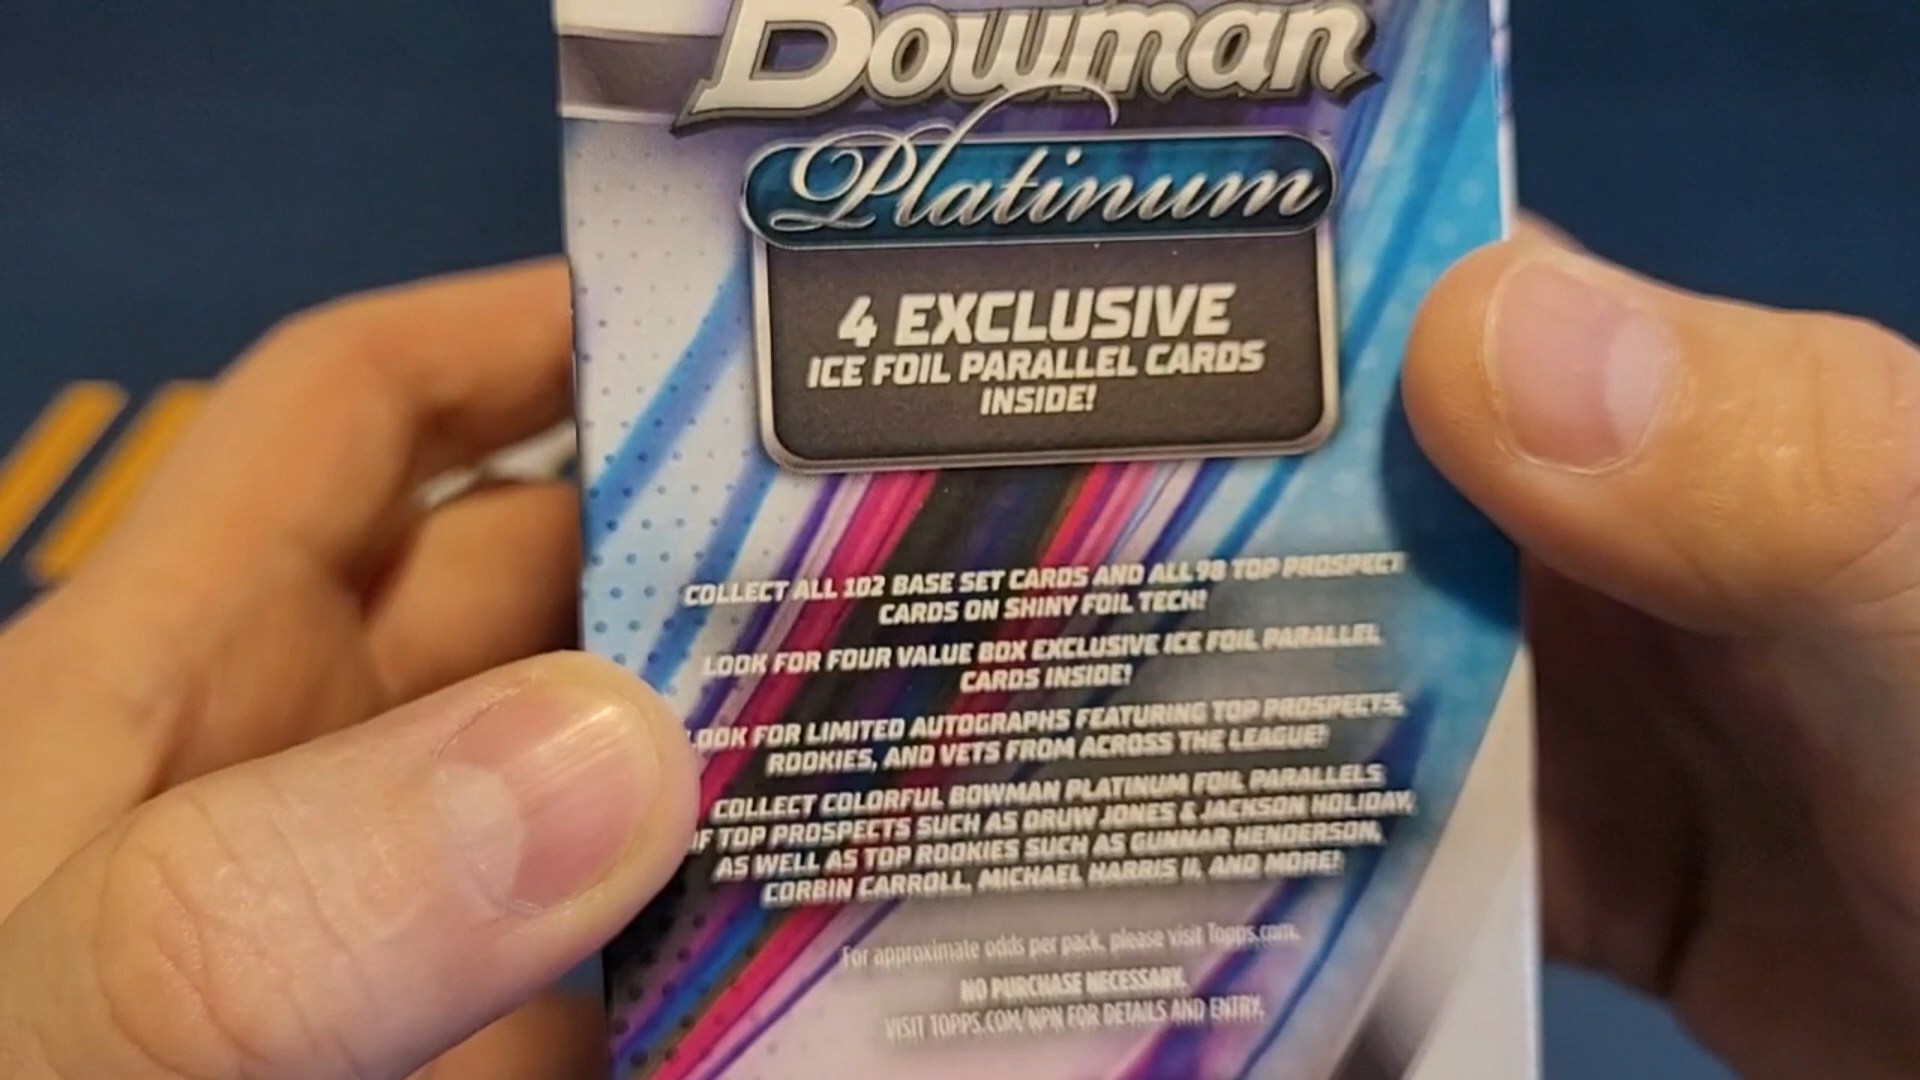 Bowman
Platinum
4 EXCLUSIVE
ICE FOIL PARALLEL CARDS
INSIDE!
COLLECT ALL 102 BASE SET CARDS AND ALL 98 TOP PROSPECT
CARDS ON SHINY FOIL TECH!
LOOK FOR FOUR VALUE BOX EXCLUSIVE ICE FOIL PARALLEL
CARDS INSIDE!
LOOK FOR LIMITED AUTOGRAPHS FEATURING TOP PROSPECTS,
ROOKIES, AND VETS FROM ACROSS THE LEAGUE!
COLLECT COLORFUL BOWMAN PLATINUM FOIL PARALLELS
OF TOP PROSPECTS SUCH AS DRUW JONES & JACKSON HOLIDAY,
AS WELL AS TOP ROOKIES SUCH AS GUNNAR HENDERSON,
CORBIN CARROLL, MICHAEL HARRIS II, AND MORE!
For approximate odds per pack, please visit Topps.com.
NO PURCHASE NECESSARY.
VISIT TOPPS.COM/NPN FOR DETAILS AND ENTRY.